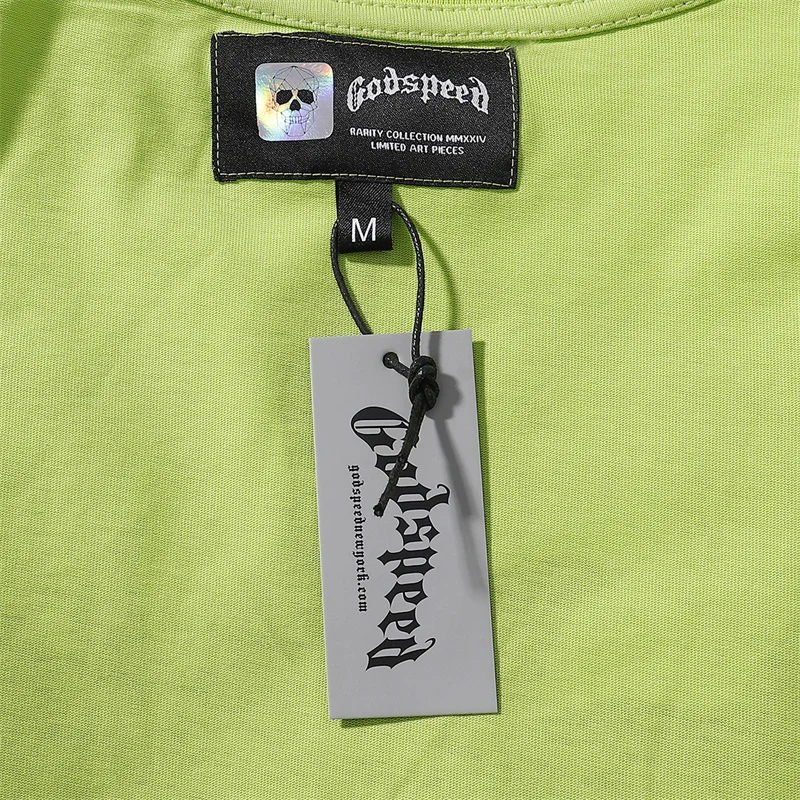 Godspeed
RARITY COLLECTION MMXXIV
LIMITED ART PIECES
M
Godspeed
godspeednewyork.com